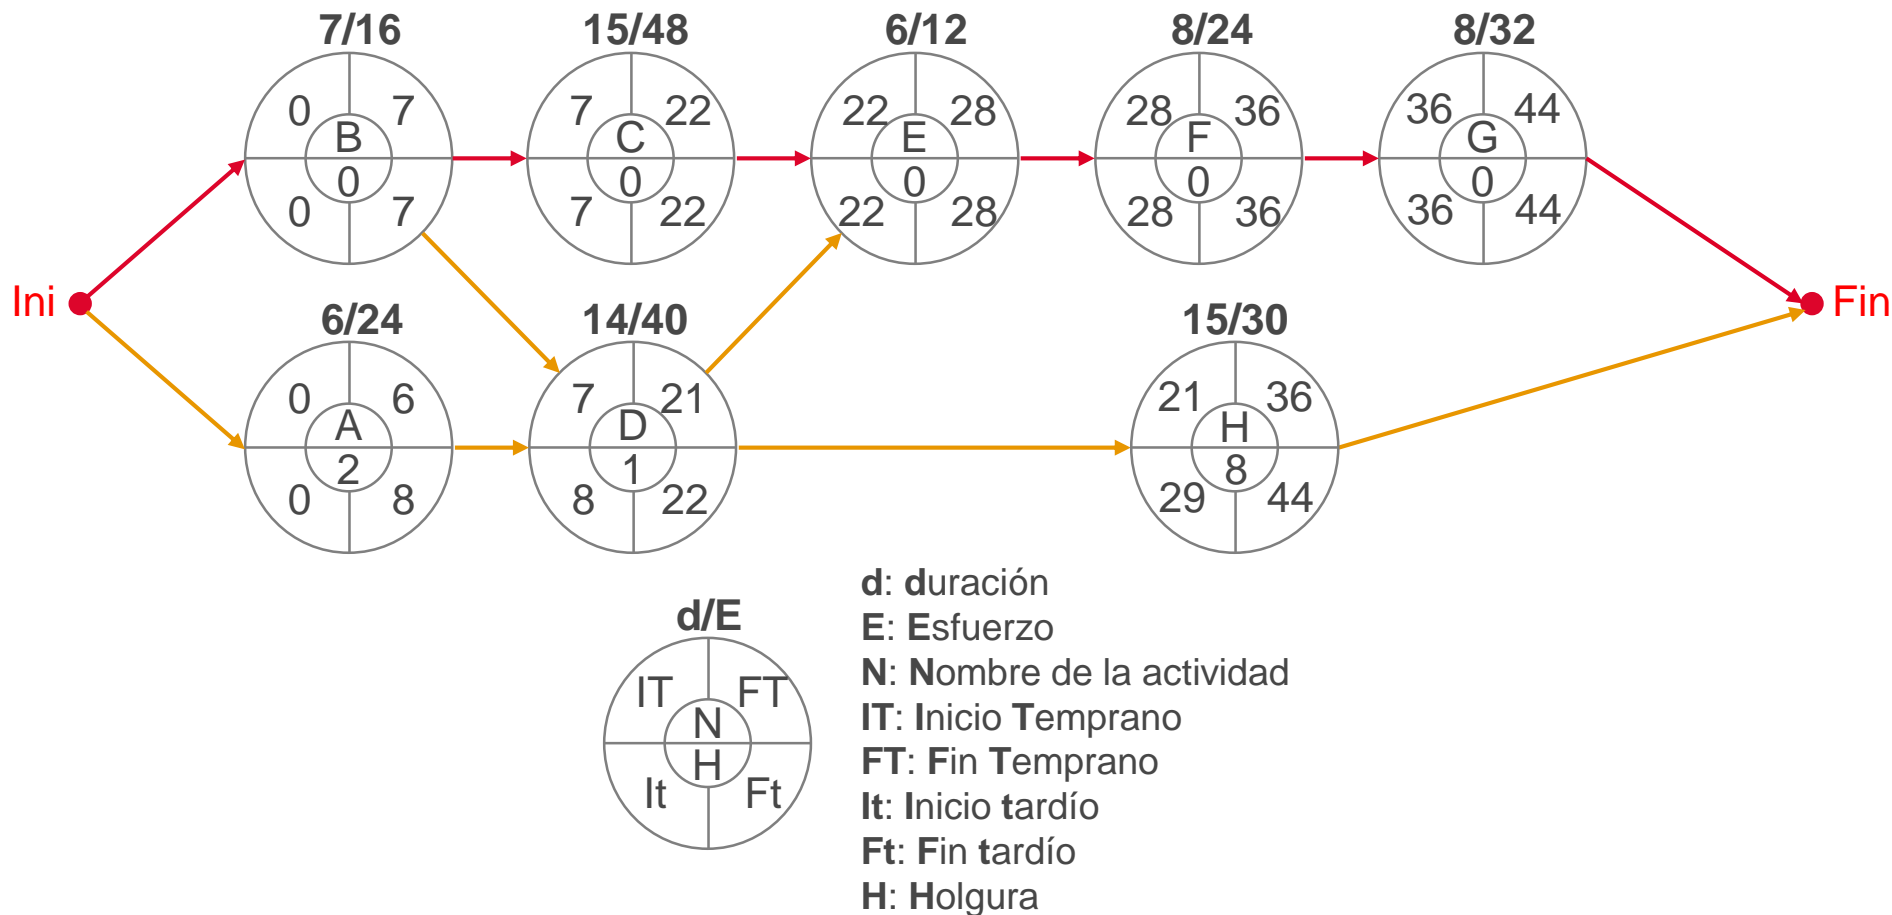 7/16 15/48 6/12 8/24 8/32
0 7 7 22 22 28 28 36 36 44
B C E F G
0 0 0 0 0
0 7 7 22 22 28 28 36 36 44
Ini Fin
6/24 14/40 15/30
0 6 7 21 21 36
A D H
2 1 8
0 8 8 22 29 44
d/E
IT FT
N
H
It Ft
d: duración
E: Esfuerzo
N: Nombre de la actividad
IT: Inicio Temprano
FT: Fin Temprano
It: Inicio tardío
Ft: Fin tardío
H: Holgura